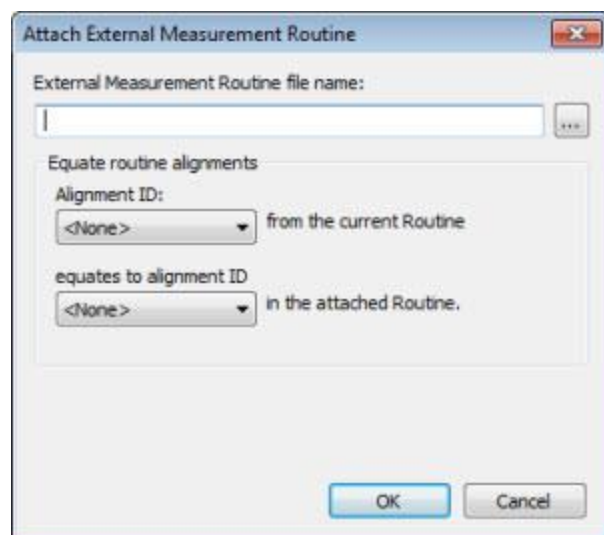 Attach External Measurement Routine
External Measurement Routine file name:
...
Equate routine alignments
Alignment ID:
<None> from the current Routine
equates to alignment ID
<None> in the attached Routine.
OK Cancel